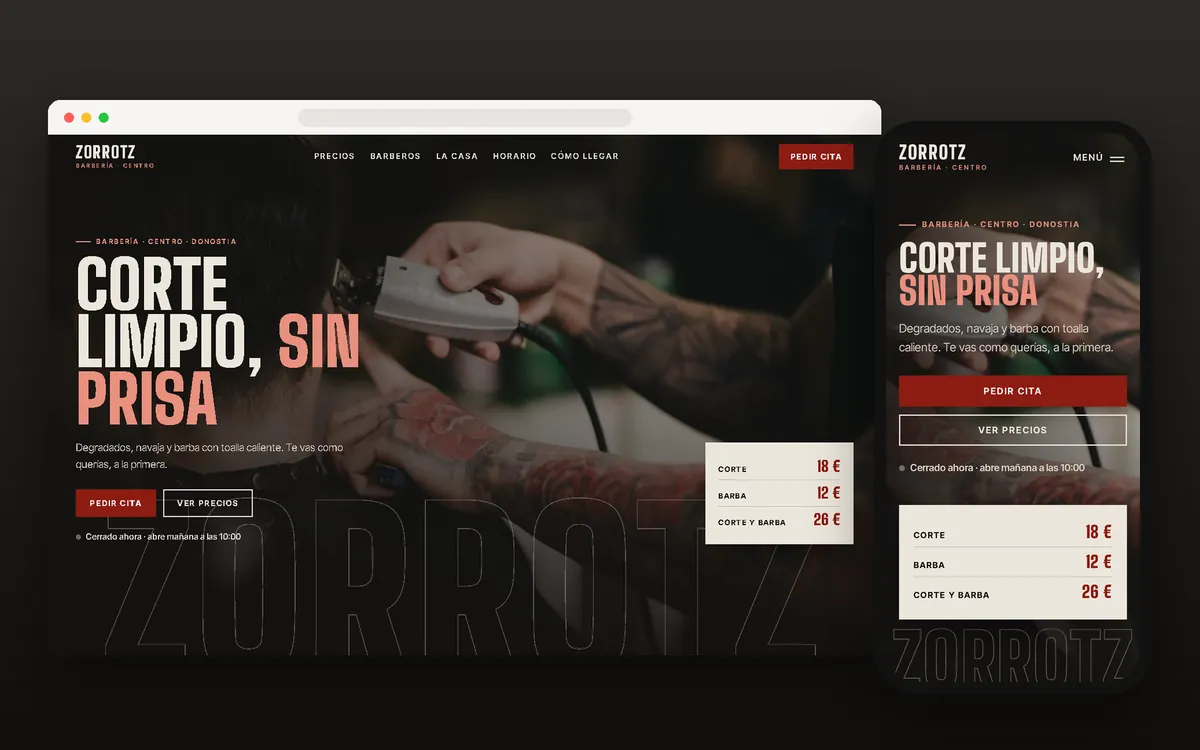 ZORROTZ
BARBERÍA · CENTRO
PRECIOS BARBEROS LA CASA HORARIO CÓMO LLEGAR
PEDIR CITA
BARBERÍA · CENTRO · DONOSTIA
CORTE
LIMPIO, SIN
PRISA
Degradados, navaja y barba con toalla caliente. Te vas como
querías, a la primera.
PEDIR CITA
VER PRECIOS
Cerrado ahora · abre mañana a las 10:00
CORTE 18 €
BARBA 12 €
CORTE Y BARBA 26 €
ZORROTZ
ZORROTZ
BARBERÍA · CENTRO
MENÚ
BARBERÍA · CENTRO · DONOSTIA
CORTE LIMPIO,
SIN PRISA
Degradados, navaja y barba con toalla
caliente. Te vas como querías, a la primera.
PEDIR CITA
VER PRECIOS
Cerrado ahora · abre mañana a las 10:00
CORTE 18 €
BARBA 12 €
CORTE Y BARBA 26 €
ZORROTZ